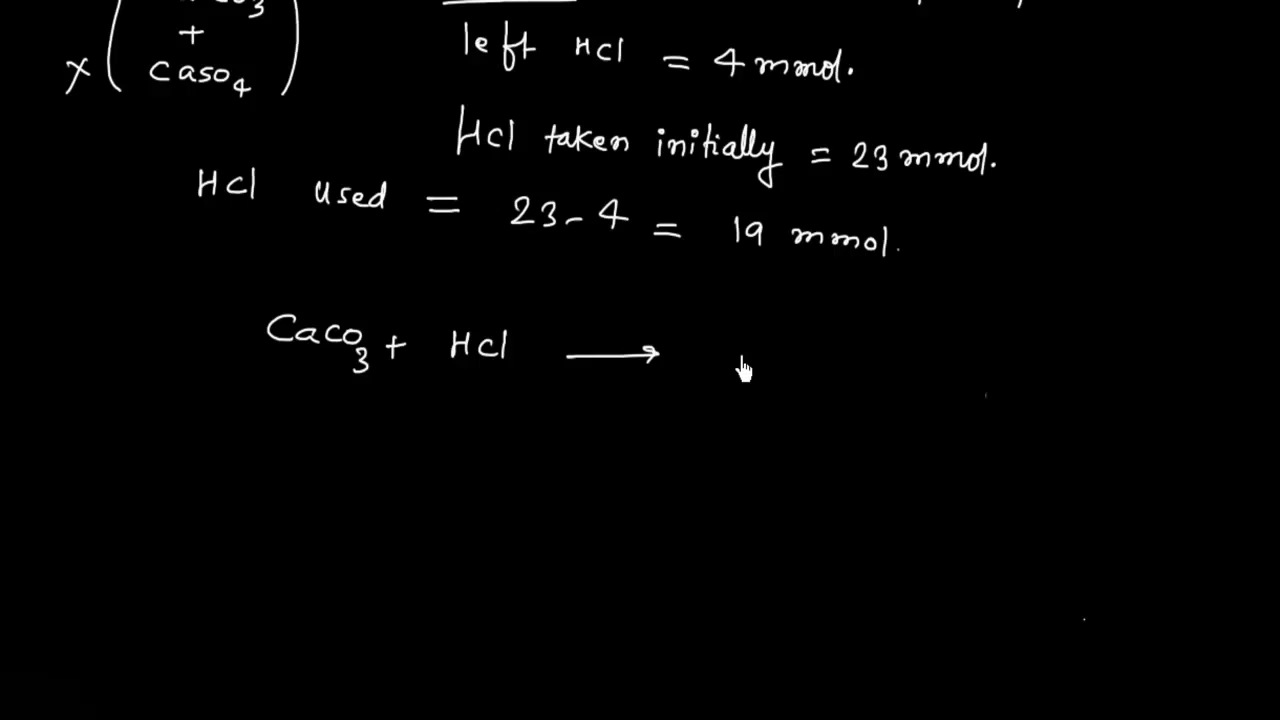 +
CaSO4
X
left HCl = 4 mmol.
HCl taken initially = 23 mmol.
HCl used = 23 - 4 = 19 mmol.
CaCO3 + HCl ⟶